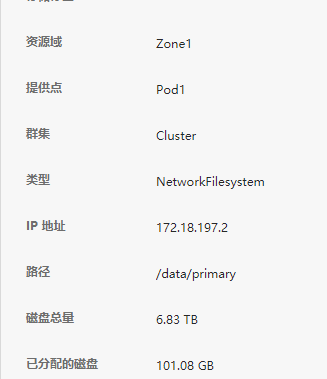 资源域 Zone1
提供点 Pod1
群集 Cluster
类型 NetworkFilesystem
IP 地址 172.18.197.2
路径 /data/primary
磁盘总量 6.83 TB
已分配的磁盘 101.08 GB